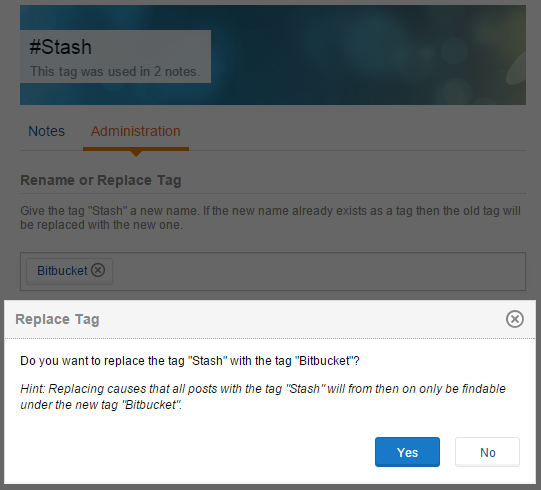 #Stash
This tag was used in 2 notes.
Notes
Administration
Rename or Replace Tag
Give the tag "Stash" a new name. If the new name already exists as a tag then the old tag will
be replaced with the new one.
Bitbucket
Replace Tag
Do you want to replace the tag "Stash" with the tag "Bitbucket"?
Hint: Replacing causes that all posts with the tag "Stash" will from then on only be findable
under the new tag "Bitbucket".
Yes
No